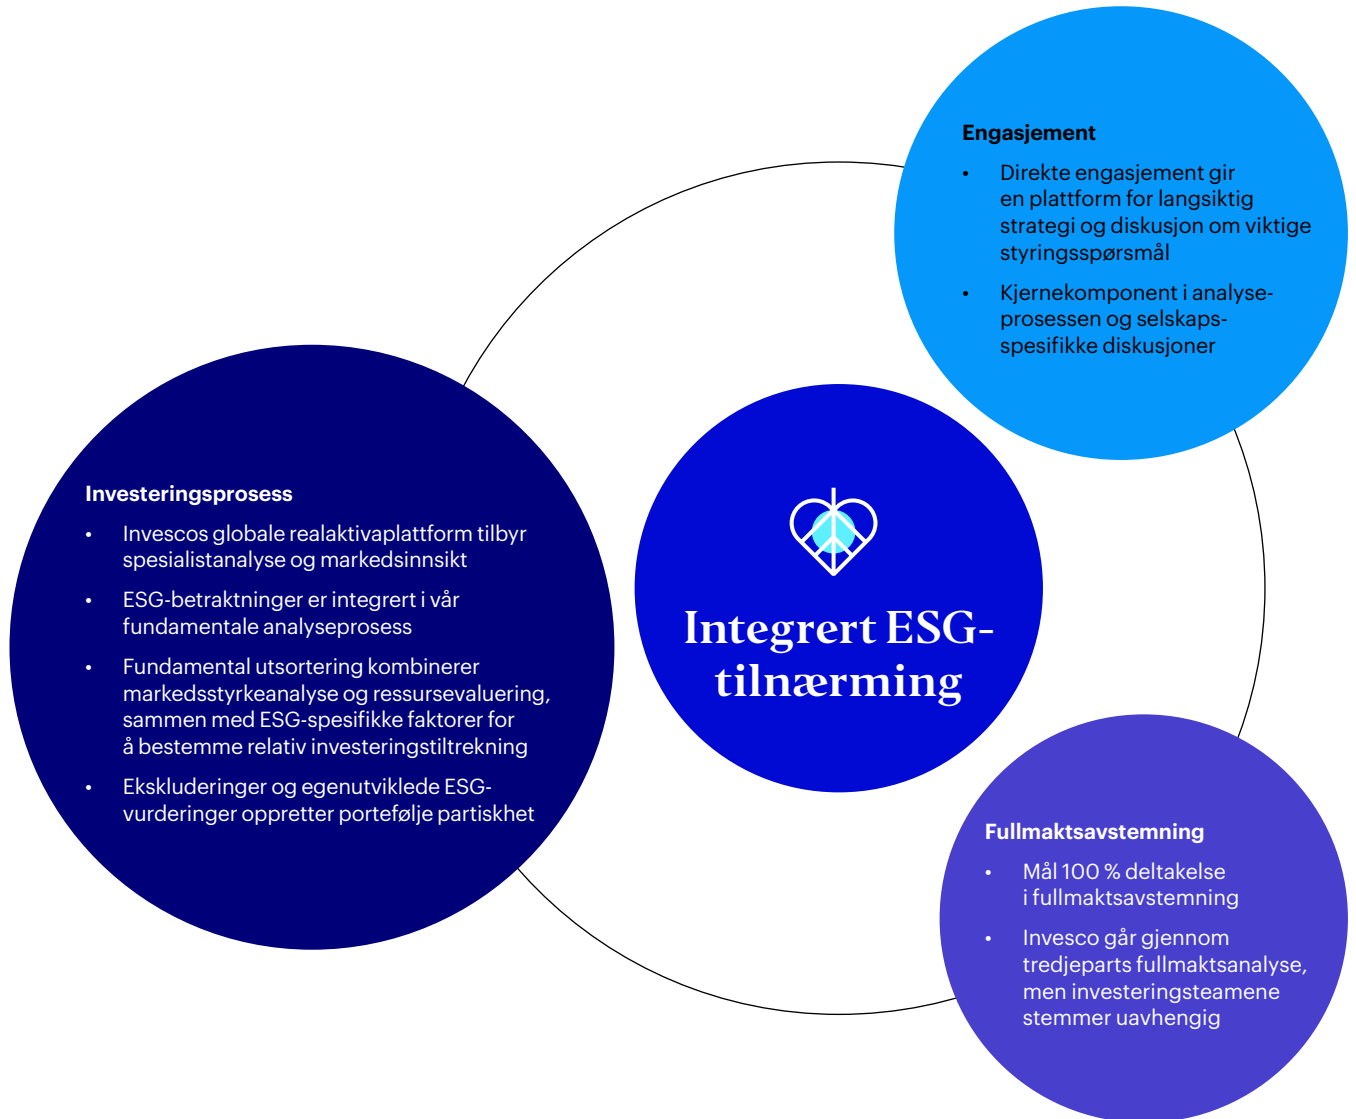 Engasjement
• Direkte engasjement gir
en plattform for langsiktig
strategi og diskusjon om viktige
styringsspørsmål
• Kjernekomponent i analyse-
prosessen og selskaps-
spesifikke diskusjoner
Investeringsprosess
• Invescos globale realaktivaplattform tilbyr
spesialistanalyse og markedsinnsikt
• ESG-betraktninger er integrert i vår
fundamentale analyseprosess
• Fundamental utsortering kombinerer
markedsstyrkeanalyse og ressursevaluering,
sammen med ESG-spesifikke faktorer for
å bestemme relativ investeringstiltrekning
• Ekskluderinger og egenutviklede ESG-
vurderinger oppretter portefølje partiskhet
Integrert ESG-
tilnærming
Fullmaktsavstemning
• Mål 100 % deltakelse
i fullmaktsavstemning
• Invesco går gjennom
tredjeparts fullmaktsanalyse,
men investeringsteamene
stemmer uavhengig